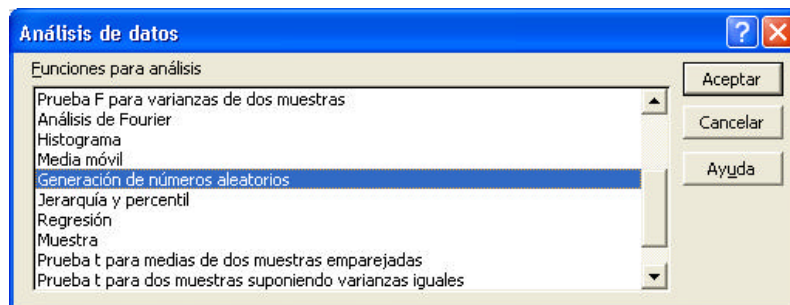 Análisis de datos
Funciones para análisis
Prueba F para varianzas de dos muestras
Análisis de Fourier
Histograma
Media móvil
Generación de números aleatorios
Jerarquía y percentil
Regresión
Muestra
Prueba t para medias de dos muestras emparejadas
Prueba t para dos muestras suponiendo varianzas iguales
Aceptar
Cancelar
Ayuda